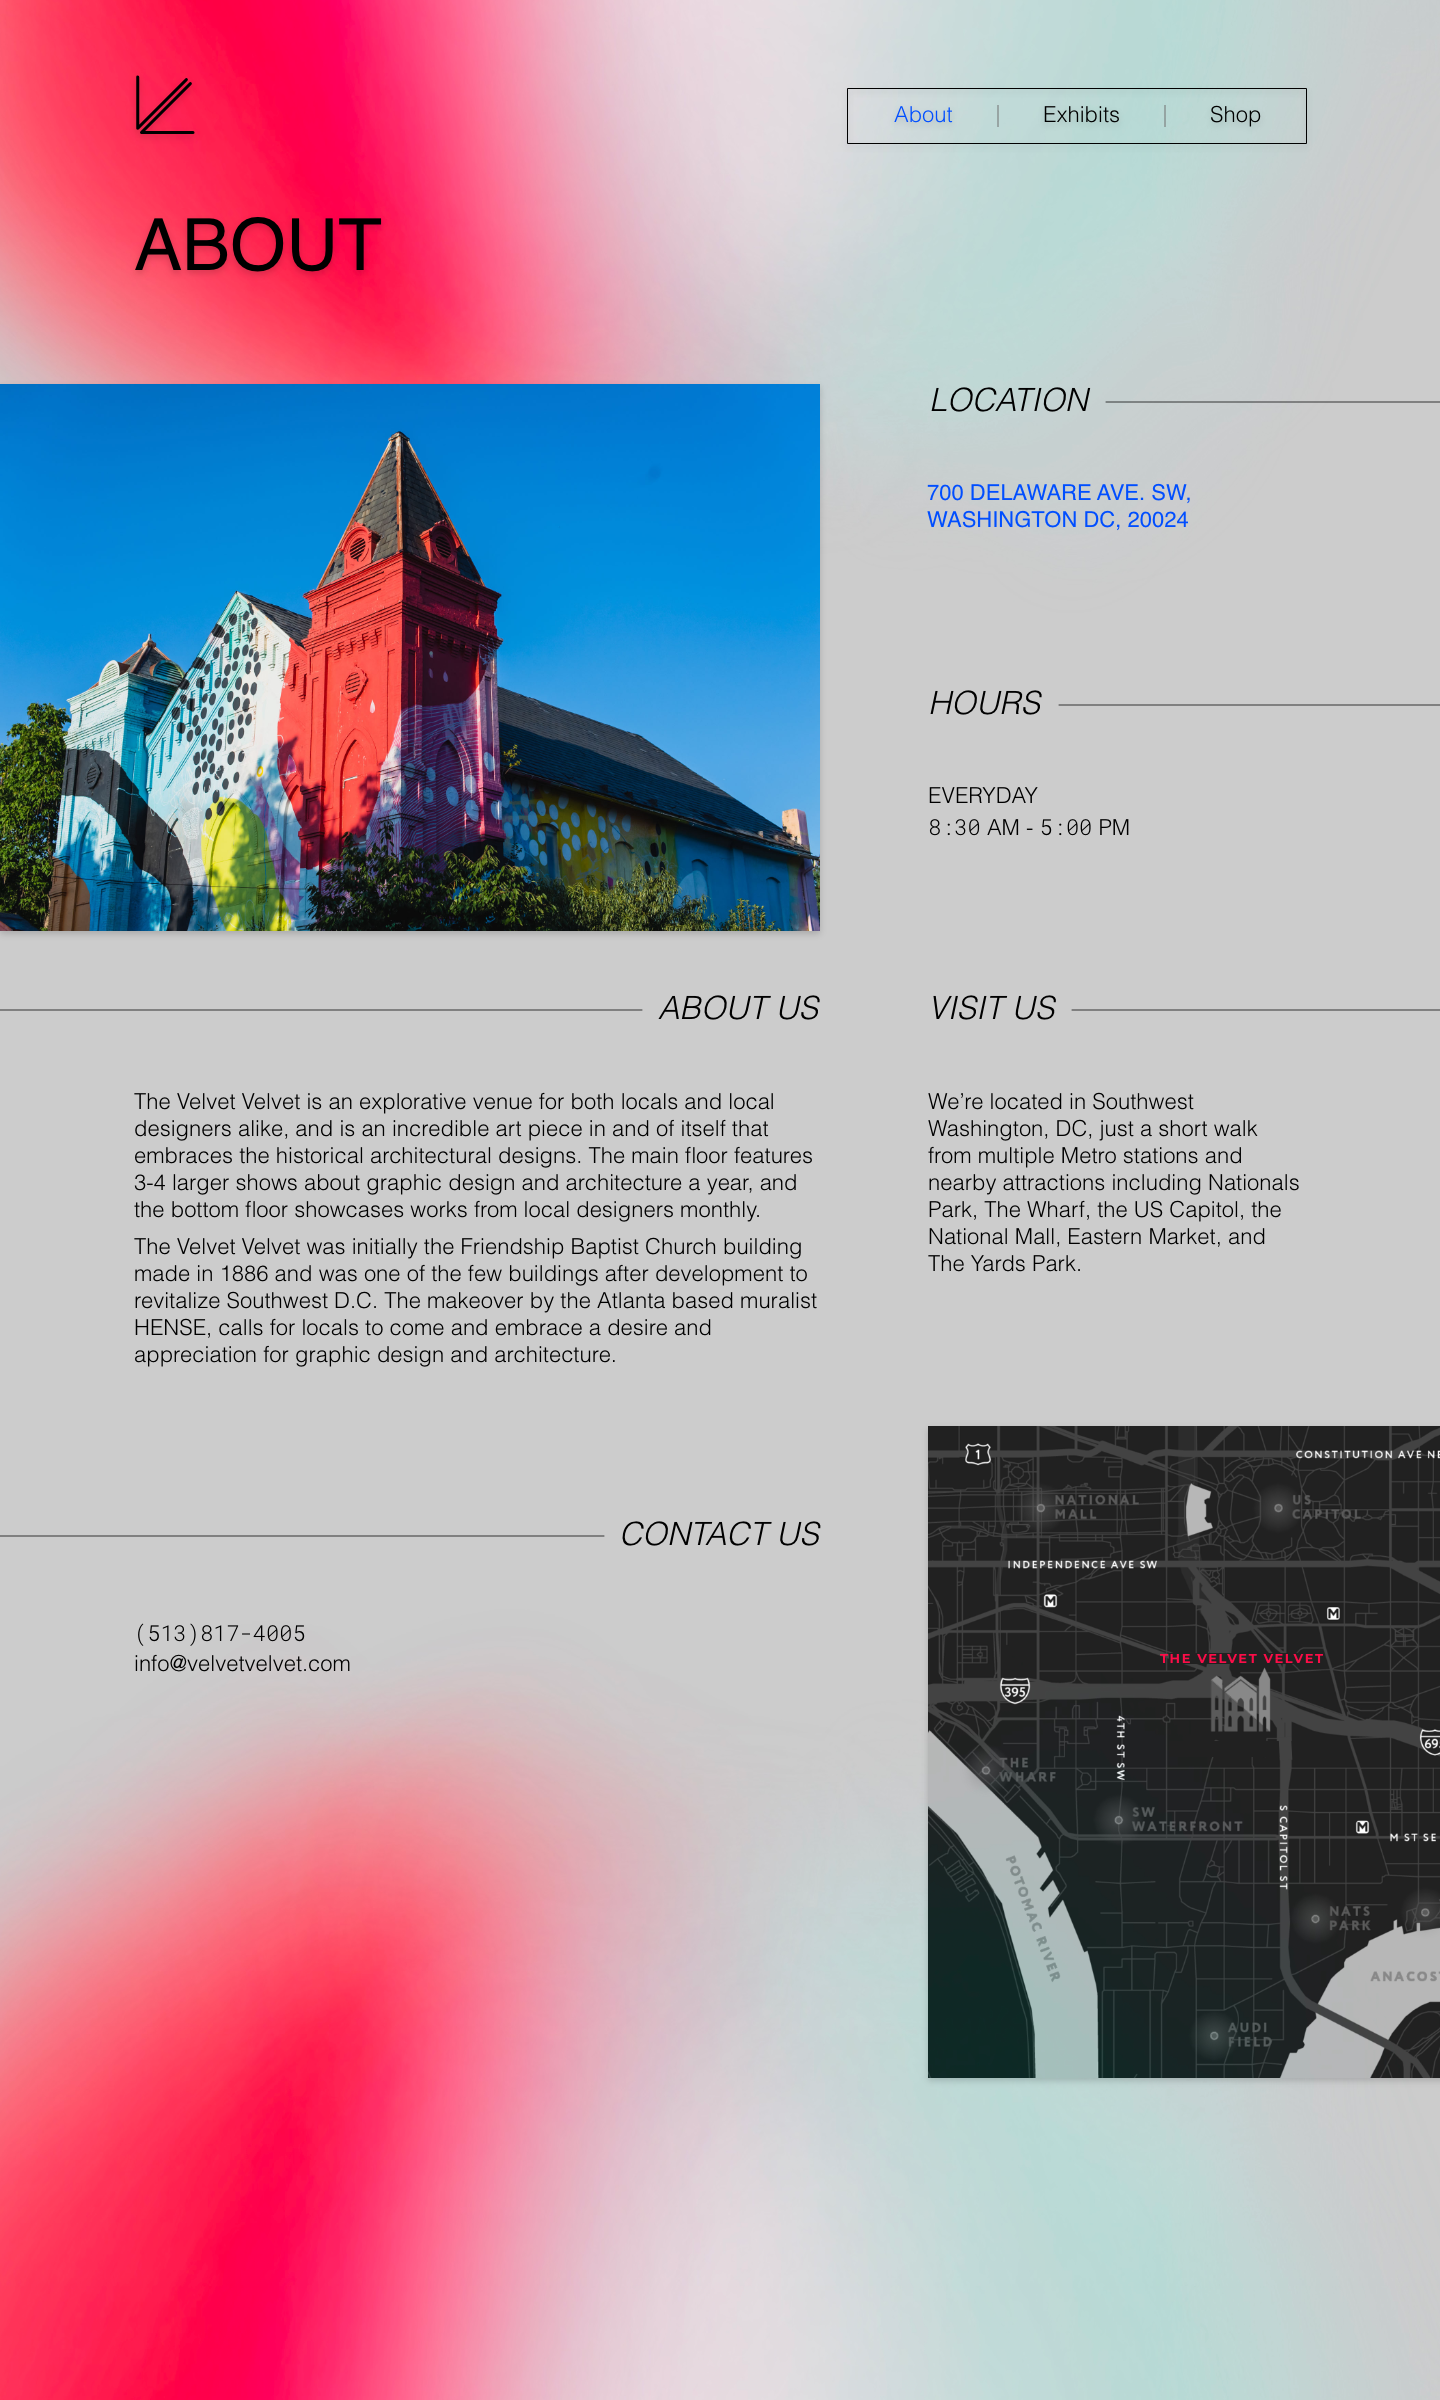 About | Exhibits | Shop
ABOUT
LOCATION
700 DELAWARE AVE. SW,
WASHINGTON DC, 20024
HOURS
EVERYDAY
8:30 AM - 5:00 PM
ABOUT US
The Velvet Velvet is an explorative venue for both locals and local
designers alike, and is an incredible art piece in and of itself that
embraces the historical architectural designs. The main floor features
3-4 larger shows about graphic design and architecture a year, and
the bottom floor showcases works from local designers monthly.
The Velvet Velvet was initially the Friendship Baptist Church building
made in 1886 and was one of the few buildings after development to
revitalize Southwest D.C. The makeover by the Atlanta based muralist
HENSE, calls for locals to come and embrace a desire and
appreciation for graphic design and architecture.
VISIT US
We’re located in Southwest
Washington, DC, just a short walk
from multiple Metro stations and
nearby attractions including Nationals
Park, The Wharf, the US Capitol, the
National Mall, Eastern Market, and
The Yards Park.
CONTACT US
(513)817-4005
info@velvetvelvet.com
1
CONSTITUTION AVE NE
NATIONAL
MALL
US
CAPITOL
INDEPENDENCE AVE SW
M
M
THE VELVET VELVET
395
4TH ST SW
69
THE
WHARF
SW
WATERFRONT
S CAPITOL ST
M
M ST SE
POTOMAC RIVER
NATS
PARK
ANACOS
AUDI
FIELD